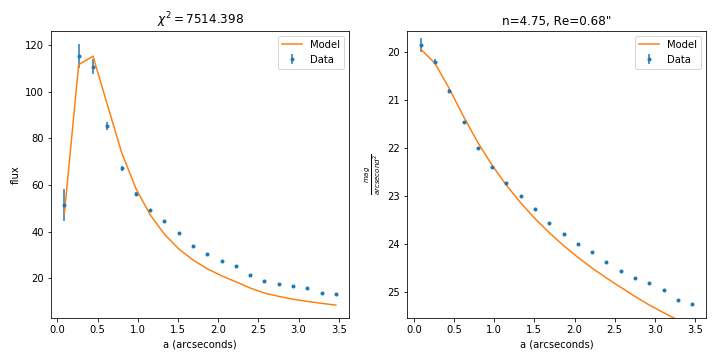 χ² = 7514.398
Model
Data
120
100
80
60
40
20
flux
0.0 0.5 1.0 1.5 2.0 2.5 3.0 3.5
a (arcseconds)
n=4.75, Re=0.68"
Model
Data
20
21
22
23
24
25
mag
arcsecond²
0.0 0.5 1.0 1.5 2.0 2.5 3.0 3.5
a (arcseconds)